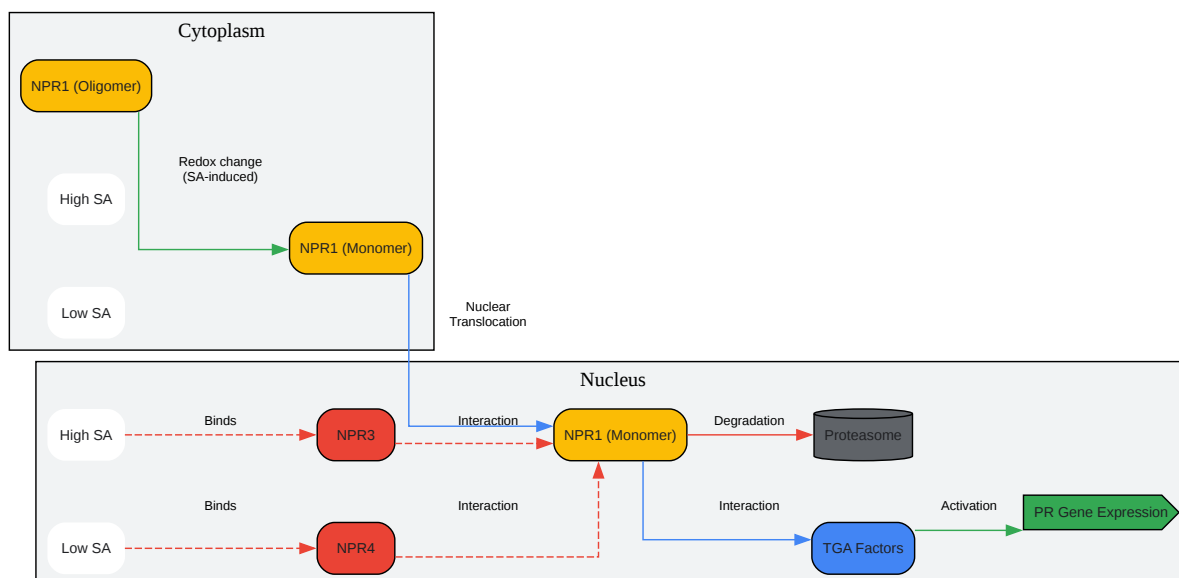 Cytoplasm
NPR1 (Oligomer)
Redox change
(SA-induced)
High SA
NPR1 (Monomer)
Low SA
Nuclear
Translocation
Nucleus
High SA
Binds
NPR3
Interaction
NPR1 (Monomer)
Degradation
Proteasome
Low SA
Binds
NPR4
Interaction
Interaction
TGA Factors
Activation
PR Gene Expression